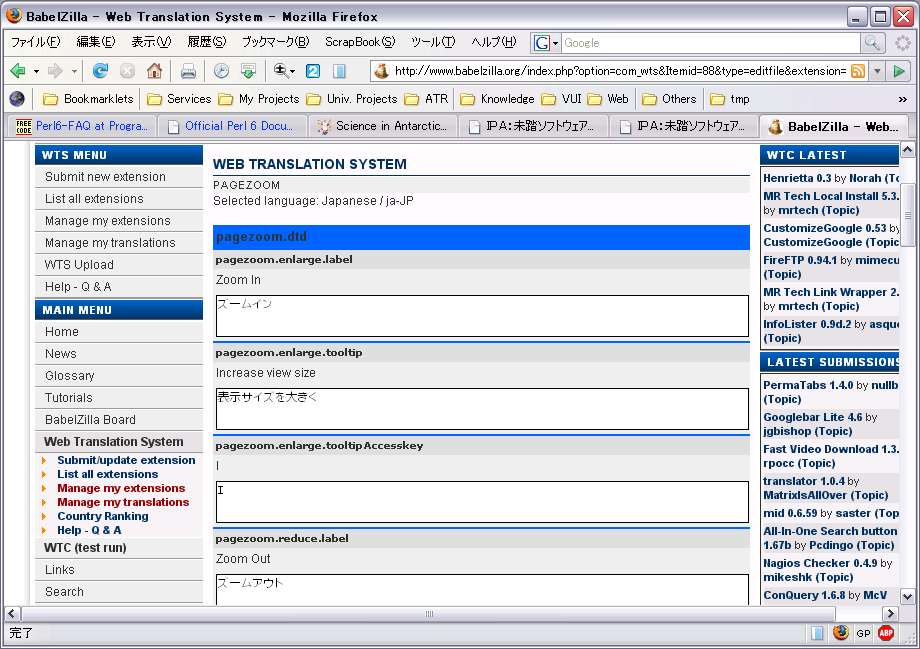 BabelZilla - Web Translation System - Mozilla Firefox
ファイル(F) 編集(E) 表示(V) 履歴(S) ブックマーク(B) ScrapBook(S) ツール(T) ヘルプ(H) Google
http://www.babelzilla.org/index.php?option=com_wts&Itemid=88&type=editfile&extension=
Bookmarklets Services My Projects Univ. Projects ATR Knowledge VUI Web Others tmp »
FREE CODE Perl6-FAQ at Progra... Official Perl 6 Docu... Science in Antarctic... IPA:未踏ソフトウェア... IPA:未踏ソフトウェア... BabelZilla - Web...
WTS MENU
Submit new extension
List all extensions
Manage my extensions
Manage my translations
WTS Upload
Help - Q & A
MAIN MENU
Home
News
Glossary
Tutorials
BabelZilla Board
Web Translation System
Submit/update extension
List all extensions
Manage my extensions
Manage my translations
Country Ranking
Help - Q & A
WTC (test run)
Links
Search
WEB TRANSLATION SYSTEM
PAGEZOOM
Selected language: Japanese / ja-JP
pagezoom.dtd
pagezoom.enlarge.label
Zoom In
ズームイン
pagezoom.enlarge.tooltip
Increase view size
表示サイズを大きく
pagezoom.enlarge.tooltipAccesskey
I
I
pagezoom.reduce.label
Zoom Out
ズームアウト
WTC LATEST
Henrietta 0.3 by Norah (To
MR Tech Local Install 5.3.
by mrtech (Topic)
CustomizeGoogle 0.53 by
CustomizeGoogle (Topic
FireFTP 0.94.1 by mimecu
(Topic)
MR Tech Link Wrapper 2.
by mrtech (Topic)
InfoLister 0.9d.2 by asque
(Topic)
LATEST SUBMISSIONS
PermaTabs 1.4.0 by nullb
(Topic)
Googlebar Lite 4.6 by
jgbishop (Topic)
Fast Video Download 1.3.
rpocc (Topic)
translator 1.0.4 by
MatrixIsAllOver (Topic)
mid 0.6.59 by saster (Top
All-In-One Search button
1.67b by Pcdingo (Topic)
Nagios Checker 0.4.9 by
mikeshk (Topic)
ConQuery 1.6.8 by McV
完了 GP ABP